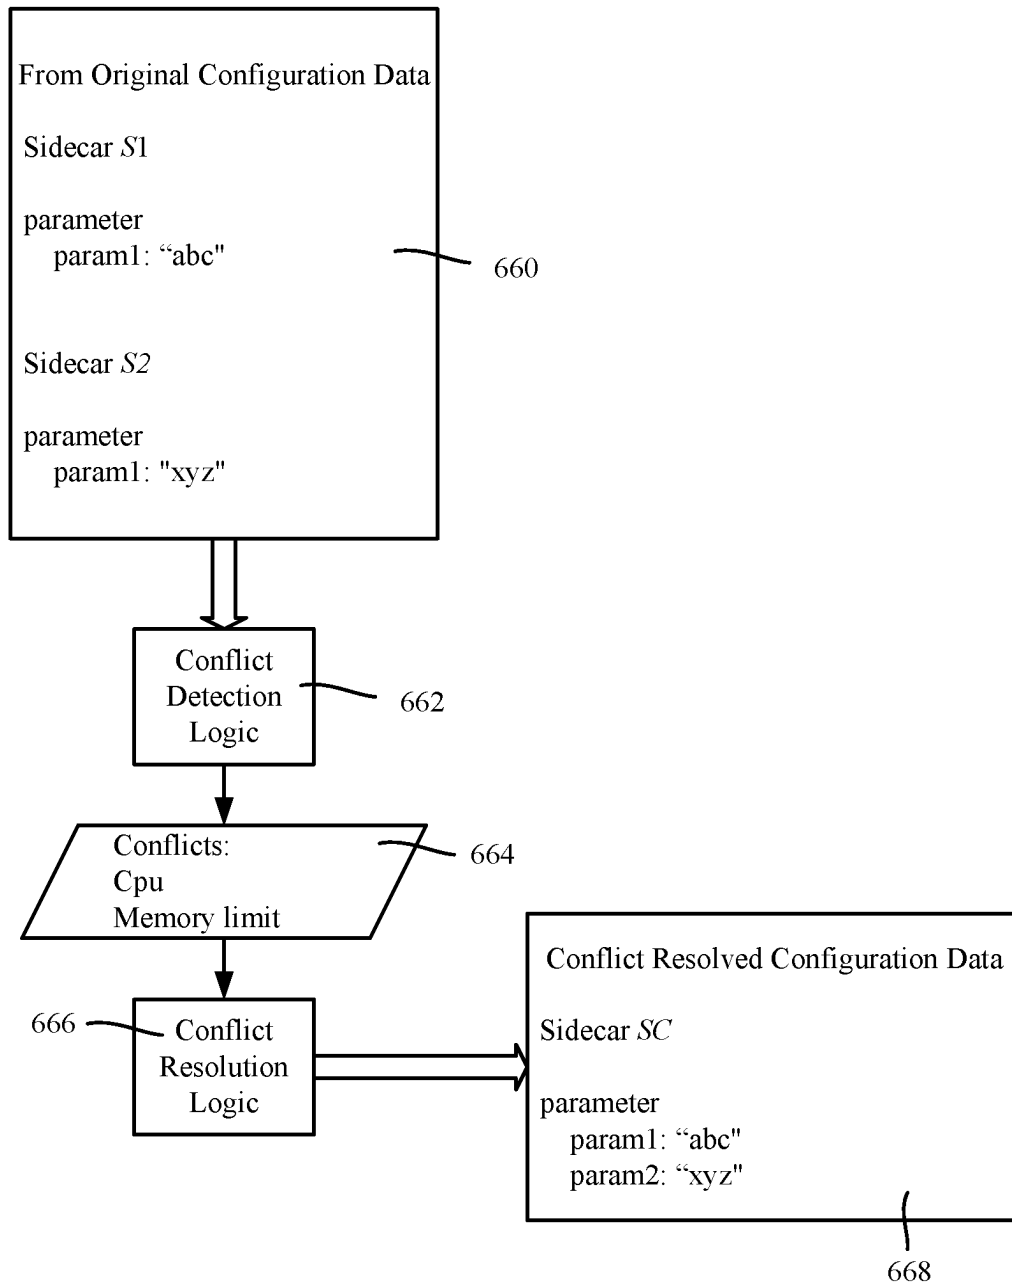 From Original Configuration Data
Sidecar S1
parameter
param1: “abc"
660
Sidecar S2
parameter
param1: "xyz"
Conflict
Detection
Logic
662
Conflicts:
Cpu
Memory limit
664
666
Conflict
Resolution
Logic
Conflict Resolved Configuration Data
Sidecar SC
parameter
param1: “abc"
param2: “xyz"
668